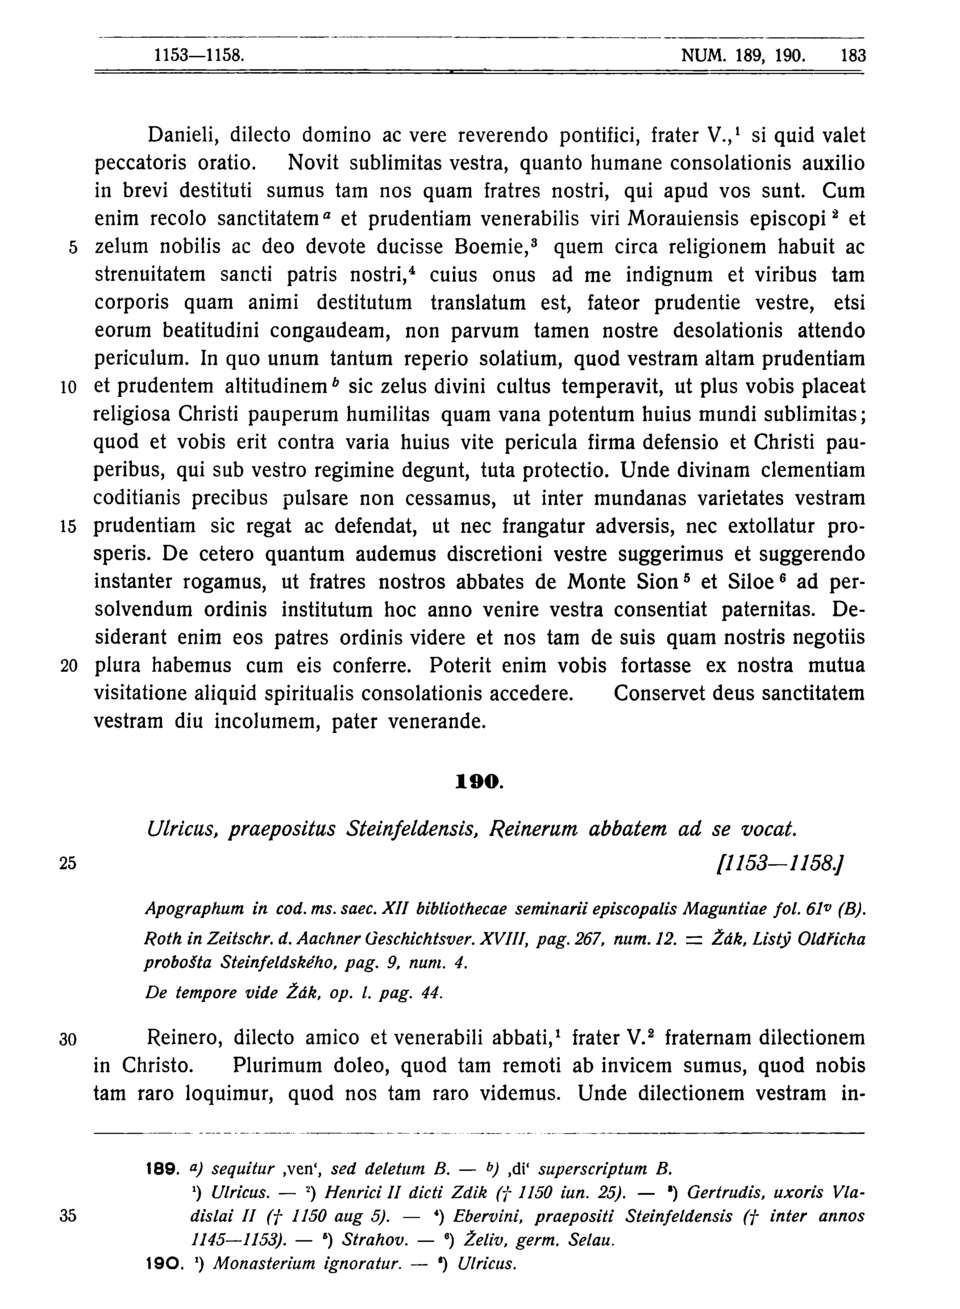 1153—1158. NUM. 189, 190. 183
Danieli, dilecto domino ac vere reverendo pontifici, frater V.,¹ si quid valet
peccatoris oratio. Novit sublimitas vestra, quanto humane consolationis auxilio
in brevi destituti sumus tam nos quam fratres nostri, qui apud vos sunt. Cum
enim recolo sanctitatem ᵃ et prudentiam venerabilis viri Morauiensis episcopi ² et
5 zelum nobilis ac deo devote ducisse Boemie,³ quem circa religionem habuit ac
strenuitatem sancti patris nostri,⁴ cuius onus ad me indignum et viribus tam
corporis quam animi destitutum translatum est, fateor prudentie vestre, etsi
eorum beatitudini congaudeam, non parvum tamen nostre desolationis attendo
periculum. In quo unum tantum reperio solatium, quod vestram altam prudentiam
10 et prudentem altitudinem ᵇ sic zelus divini cultus temperavit, ut plus vobis placeat
religiosa Christi pauperum humilitas quam vana potentum huius mundi sublimitas;
quod et vobis erit contra varia huius vite pericula firma defensio et Christi pau-
peribus, qui sub vestro regimine degunt, tuta protectio. Unde divinam clementiam
coditianis precibus pulsare non cessamus, ut inter mundanas varietates vestram
15 prudentiam sic regat ac defendat, ut nec frangatur adversis, nec extollatur pro-
speris. De cetero quantum audemus discretioni vestre suggerimus et suggerendo
instanter rogamus, ut fratres nostros abbates de Monte Sion ⁵ et Siloe ⁶ ad per-
solvendum ordinis institutum hoc anno venire vestra consentiat paternitas. De-
siderant enim eos patres ordinis videre et nos tam de suis quam nostris negotiis
20 plura habemus cum eis conferre. Poterit enim vobis fortasse ex nostra mutua
visitatione aliquid spiritualis consolationis accedere. Conservet deus sanctitatem
vestram diu incolumem, pater venerande.
190.
Ulricus, praepositus Steinfeldensis, Reinerum abbatem ad se vocat.
25 [1153—1158.]
Apographum in cod. ms. saec. XII bibliothecae seminarii episcopalis Maguntiae fol. 61ᵛ (B).
Roth in Zeitschr. d. Aachner Geschichtsver. XVIII, pag. 267, num. 12. = Žák, Listý Oldřicha
probošta Steinfeldského, pag. 9, num. 4.
De tempore vide Žák, op. l. pag. 44.
30 Reinero, dilecto amico et venerabili abbati,¹ frater V.² fraternam dilectionem
in Christo. Plurimum doleo, quod tam remoti ab invicem sumus, quod nobis
tam raro loquimur, quod nos tam raro videmus. Unde dilectionem vestram in-
189. ᵃ) sequitur ‚ven‘, sed deletum B. — ᵇ) ‚di‘ superscriptum B.
¹) Ulricus. — ²) Henrici II dicti Zdik († 1150 iun. 25). — ³) Gertrudis, uxoris Vla-
35 dislai II († 1150 aug 5). — ⁴) Ebervini, praepositi Steinfeldensis († inter annos
1145—1153). — ⁵) Strahov. — ⁶) Želiv, germ. Selau.
190. ¹) Monasterium ignoratur. — ²) Ulricus.